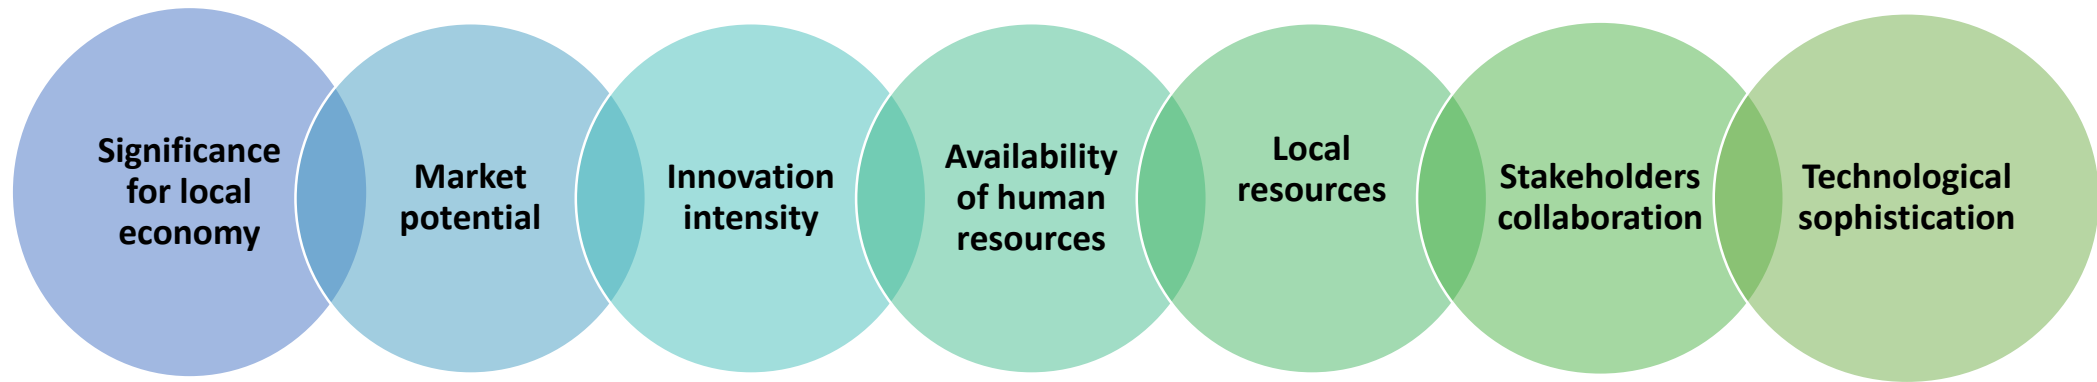 Significance
for local
economy
Market
potential
Innovation
intensity
Availability
of human
resources
Local
resources
Stakeholders
collaboration
Technological
sophistication